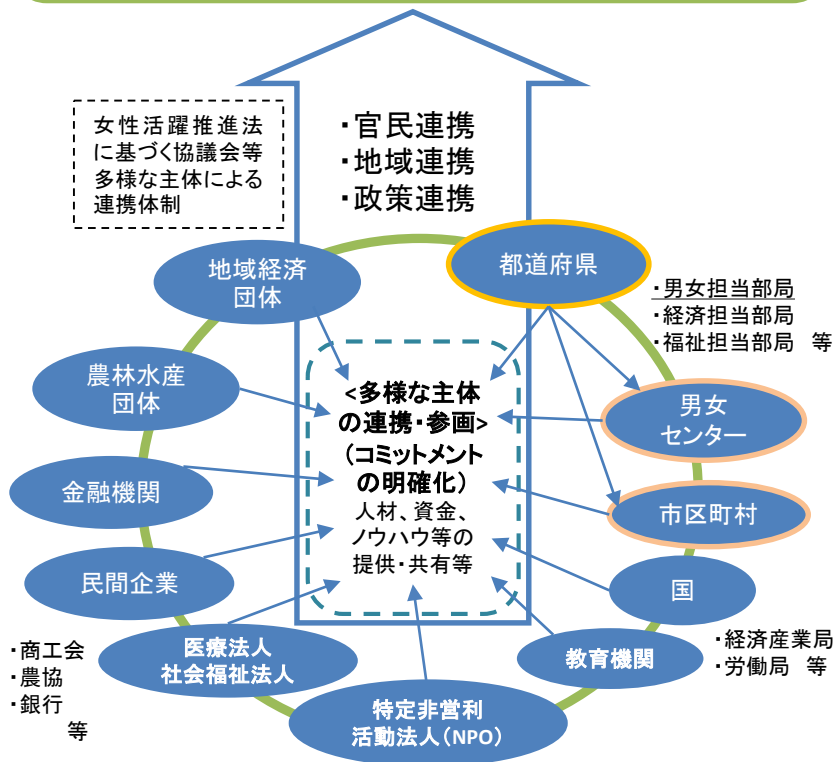 女性活躍推進法
に基づく協議会等
多様な主体による
連携体制
・官民連携
・地域連携
・政策連携
地域経済
団体
都道府県
・男女担当部局
・経済担当部局
・福祉担当部局　等
農林水産
団体
<多様な主体
の連携・参画>
(コミットメント
の明確化)
人材、資金、
ノウハウ等の
提供・共有等
男女
センター
金融機関
市区町村
民間企業
国
・経済産業局
・労働局　等
・商工会
・農協
・銀行
等
医療法人
社会福祉法人
教育機関
特定非営利
活動法人(NPO)